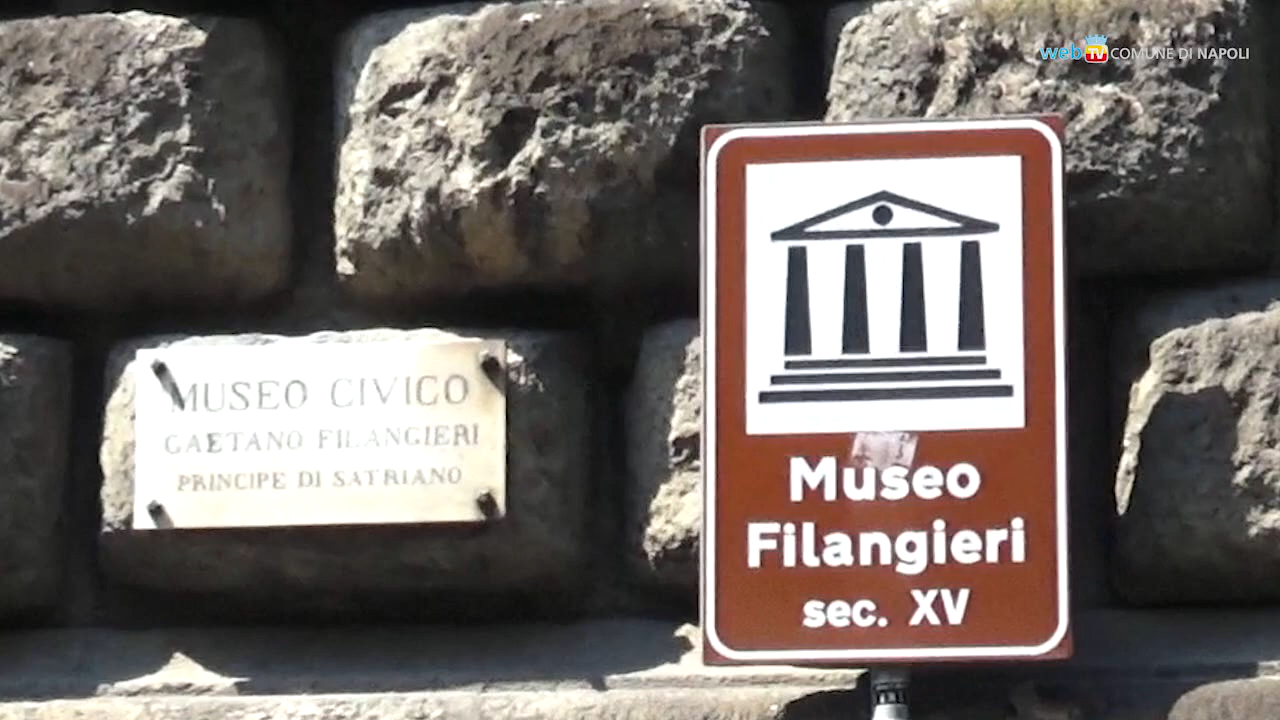 web TV COMUNE DI NAPOLI
MUSEO CIVICO
GAETANO FILANGIERI
PRINCIPE DI SATRIANO
Museo
Filangieri
sec. XV